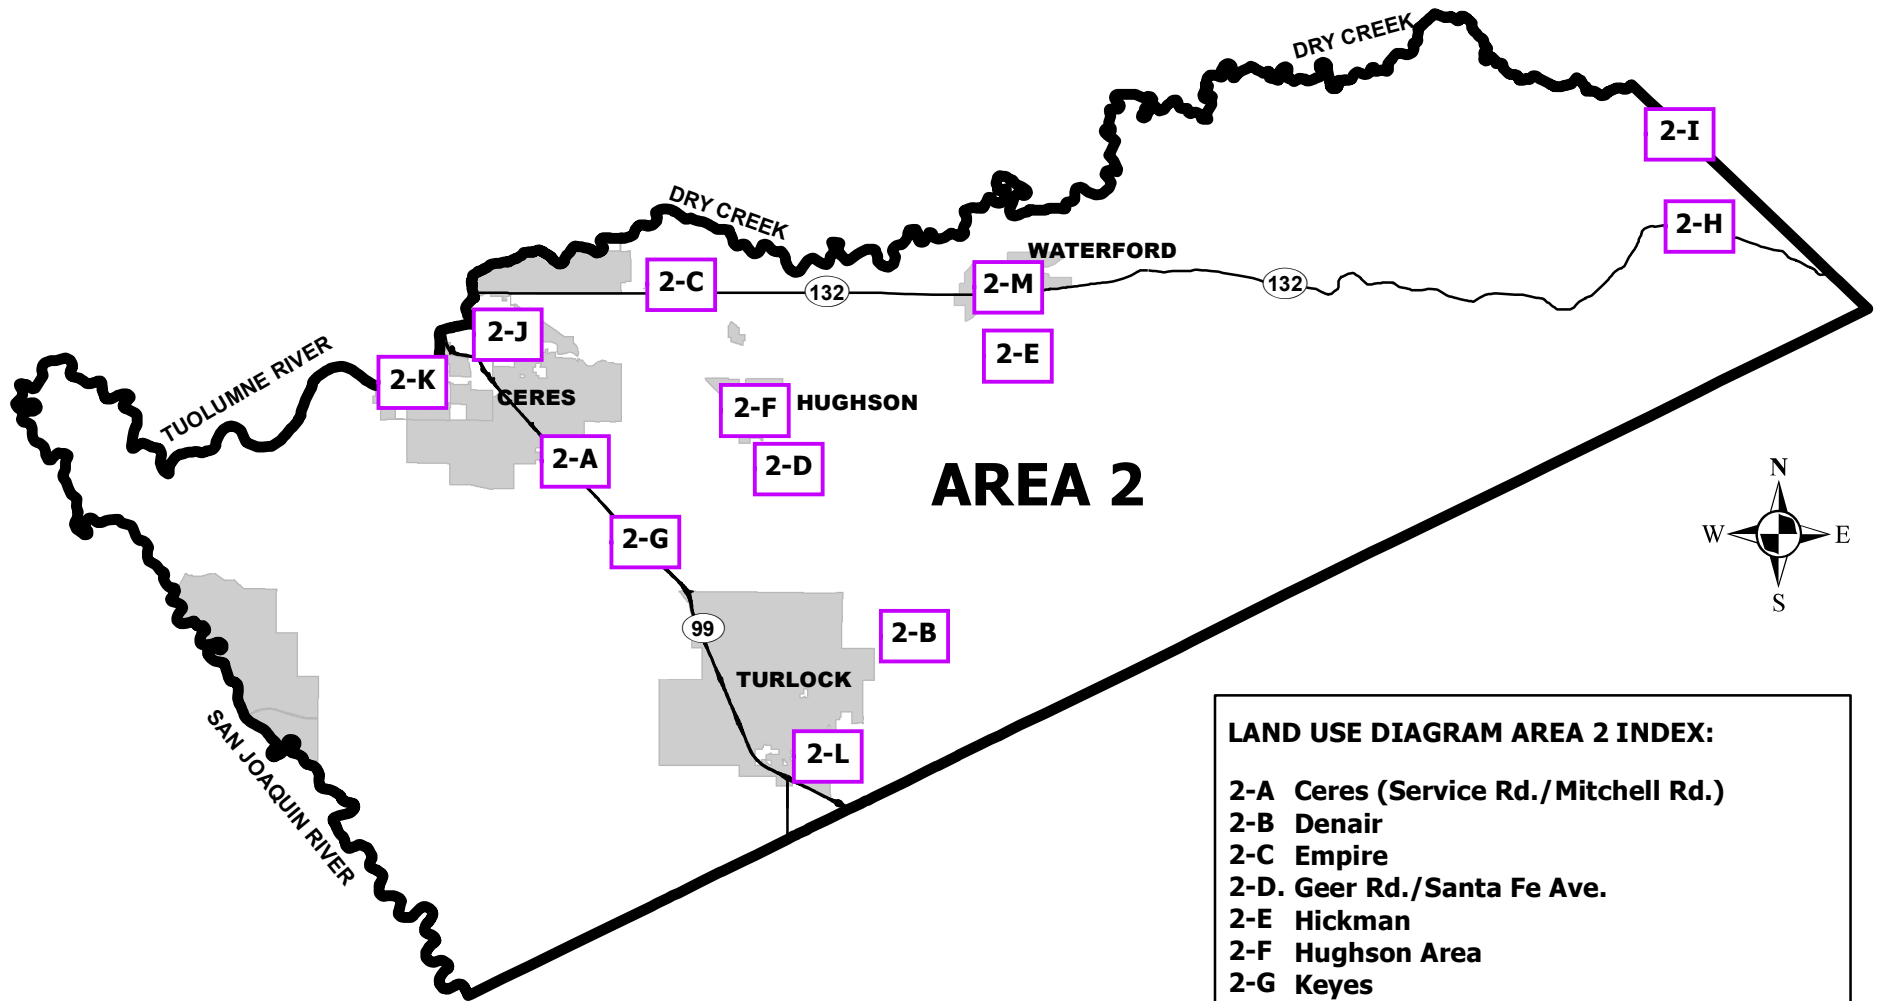 DRY CREEK
2-I
DRY CREEK
2-H
WATERFORD
2-C
132
2-M
132
2-J
2-E
TUOLUMNE RIVER
2-K
CERES
2-F HUGHSON
2-A
2-D
AREA 2
N
W E
S
2-G
99
2-B
TURLOCK
SAN JOAQUIN RIVER
2-L
LAND USE DIAGRAM AREA 2 INDEX:
2-A Ceres (Service Rd./Mitchell Rd.)
2-B Denair
2-C Empire
2-D. Geer Rd./Santa Fe Ave.
2-E Hickman
2-F Hughson Area
2-G Keyes